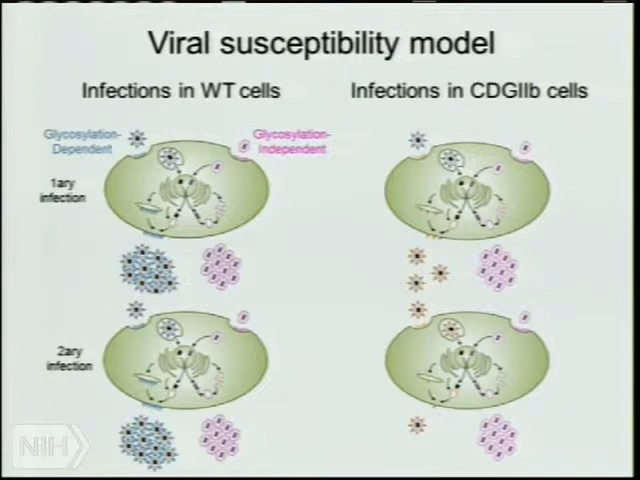 Viral susceptibility model
Infections in WT cells
Infections in CDGIIb cells
Glycosylation-
Dependent
Glycosylation-
Independent
1ary
infection
2ary
infection
NIH